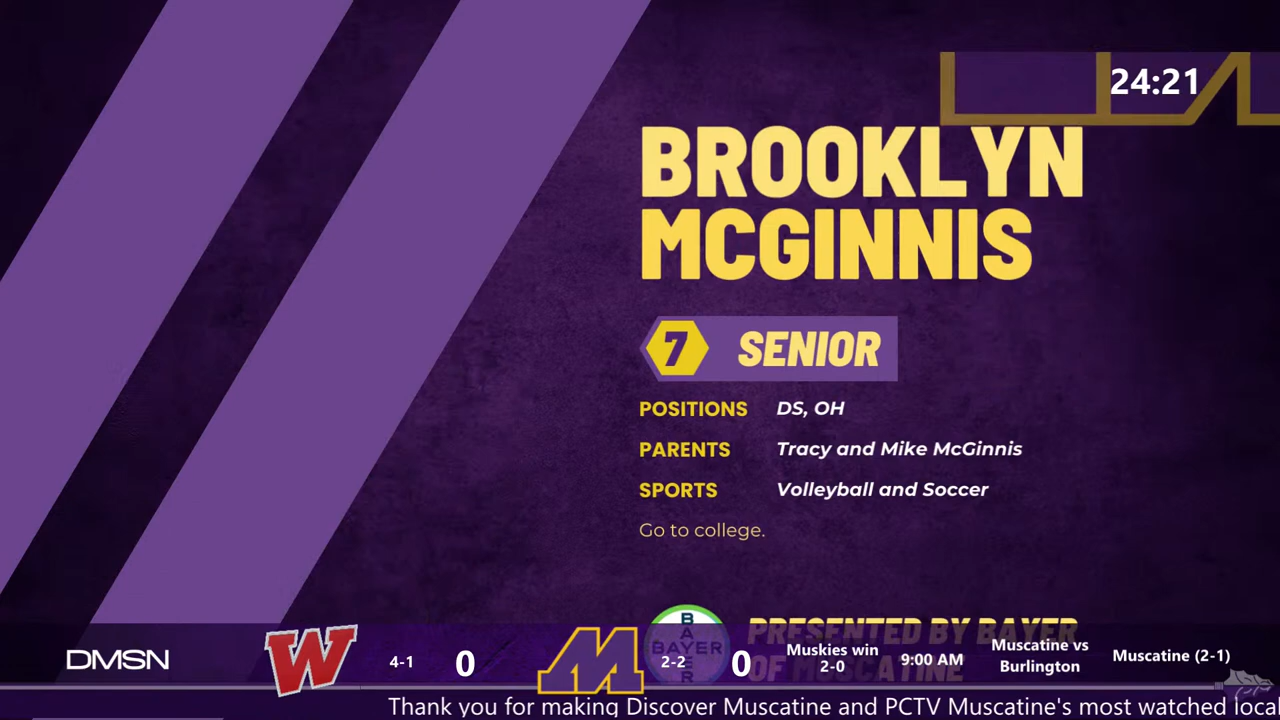 24:21
BROOKLYN
MCGINNIS
7 SENIOR
POSITIONS DS, OH
PARENTS Tracy and Mike McGinnis
SPORTS Volleyball and Soccer
Go to college.
BAYER
BAYER
PRESENTED BY BAYER
OF MUSCATINE
DMSN
W
4-1
0
M
2-2
0
Muskies win
2-0
9:00 AM
Muscatine vs
Burlington
Muscatine (2-1)
Thank you for making Discover Muscatine and PCTV Muscatine's most watched local